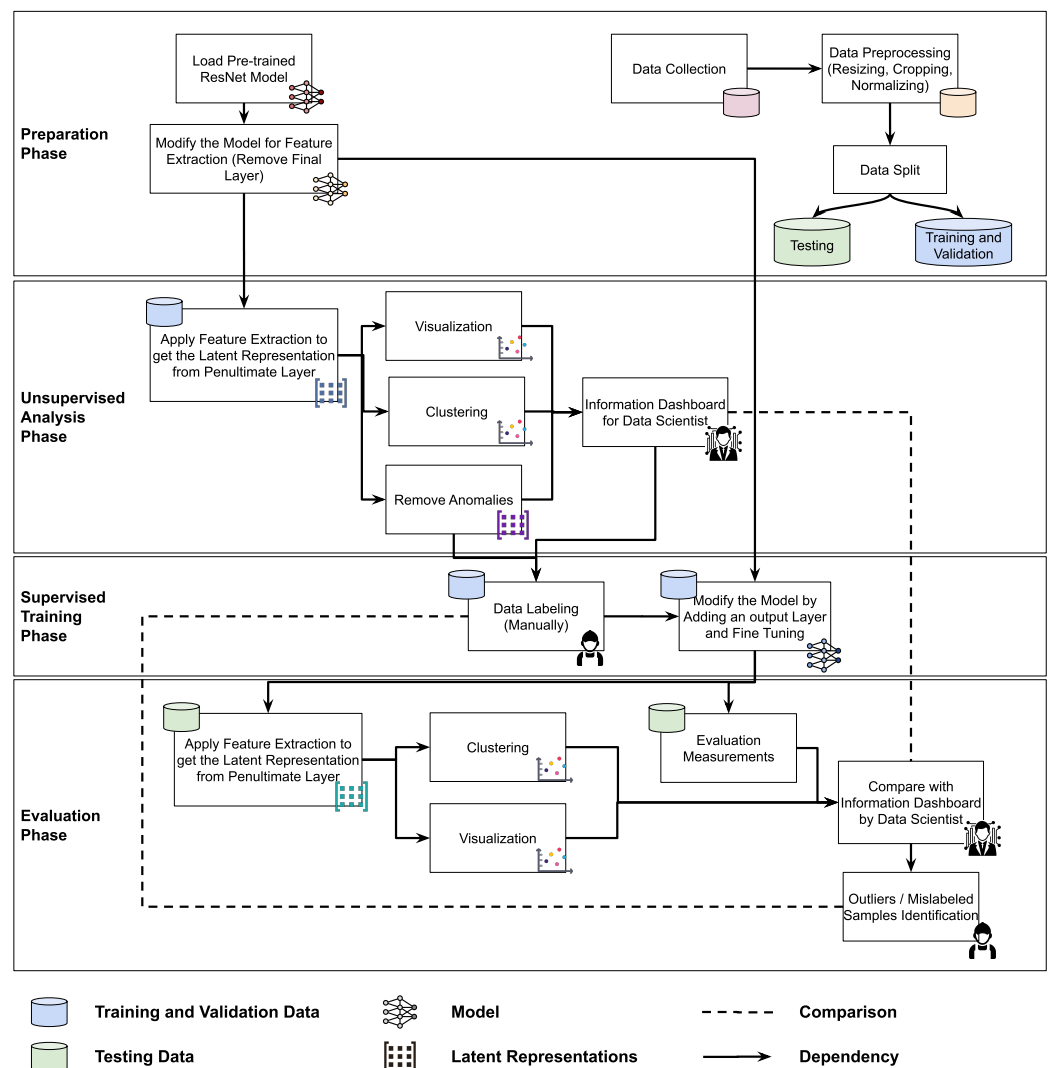 Preparation
Phase
Load Pre-trained
ResNet Model
Modify the Model for Feature
Extraction (Remove Final
Layer)
Data Collection
Data Preprocessing
(Resizing, Cropping,
Normalizing)
Data Split
Testing
Training and
Validation
Unsupervised
Analysis
Phase
Apply Feature Extraction to
get the Latent Representation
from Penultimate Layer
Visualization
Clustering
Remove Anomalies
Information Dashboard
for Data Scientist
Supervised
Training
Phase
Data Labeling
(Manually)
Modify the Model by
Adding an output Layer
and Fine Tuning
Evaluation
Phase
Apply Feature Extraction to
get the Latent Representation
from Penultimate Layer
Clustering
Visualization
Evaluation
Measurements
Compare with
Information Dashboard
by Data Scientist
Outliers / Mislabeled
Samples Identification
Training and Validation Data
Model
Comparison
Testing Data
Latent Representations
Dependency